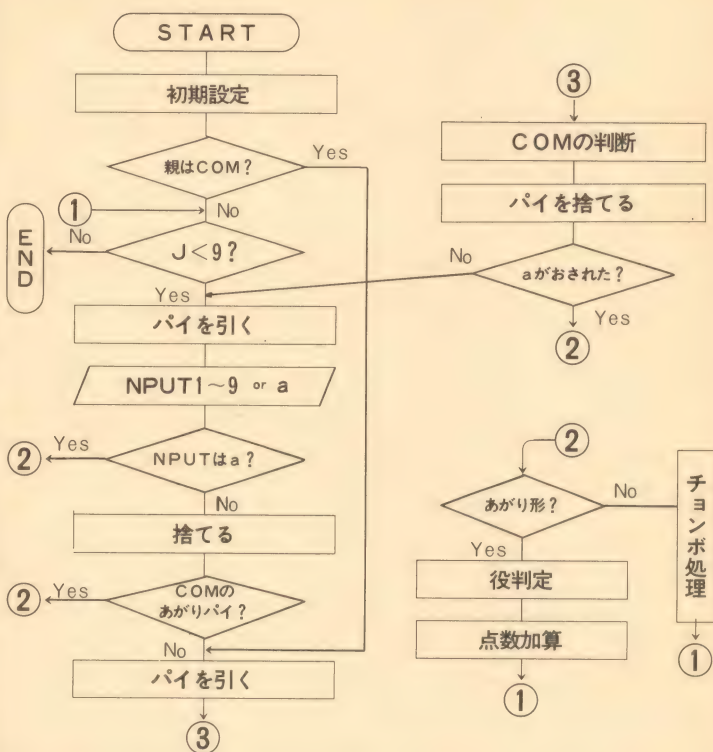 START
初期設定
親はCOM?
Yes
①
No
END
No
J<9?
Yes
パイを引く
NPUT1~9 or a
②
Yes
NPUTはa?
No
捨てる
②
Yes
COMの
あがりパイ?
No
パイを引く
③
③
COMの判断
パイを捨てる
No
aがおされた?
Yes
②
②
あがり形?
No
Yes
役判定
点数加算
①
チョンボ処理
①